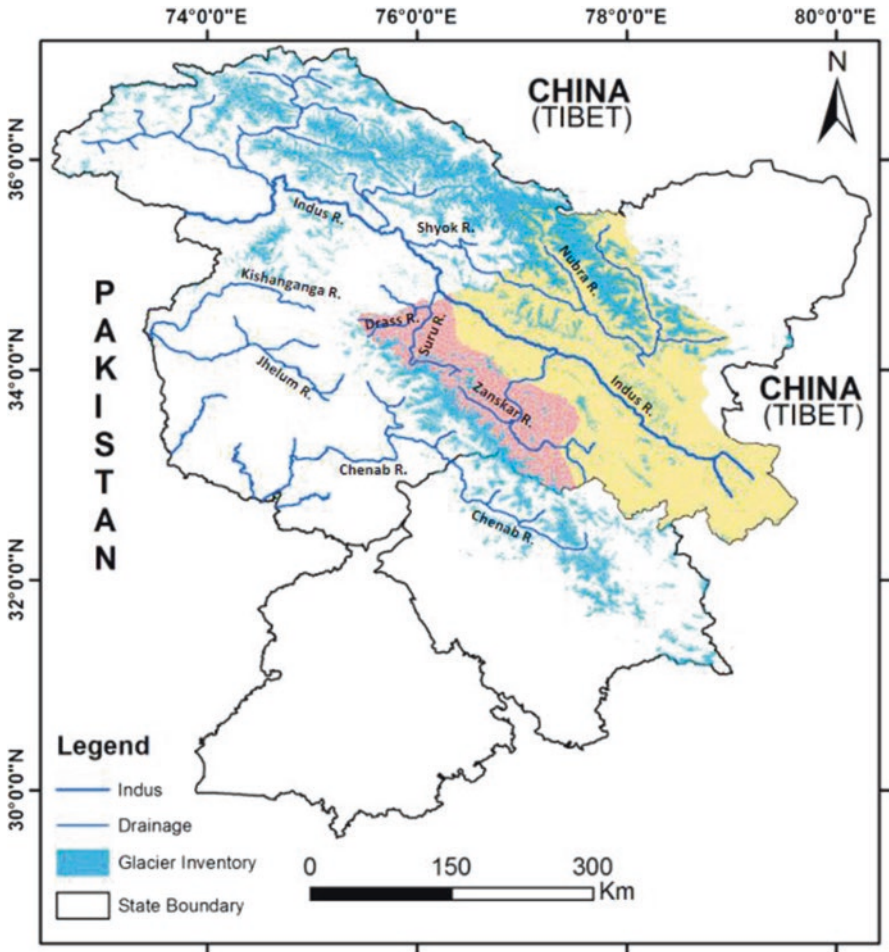 74°0'0"E 76°0'0"E 78°0'0"E 80°0'0"E
N
CHINA
(TIBET)
36°0'0"N
Indus R.
Shyok R.
Nubra R.
Kishanganga R.
PAKISTAN
Drass R.
Suru R.
34°0'0"N
Jhelum R.
Zanskar R.
Indus R.
CHINA
(TIBET)
Chenab R.
Chenab R.
32°0'0"N
30°0'0"N
Legend
Indus
Drainage
Glacier Inventory
State Boundary
0 150 300
Km